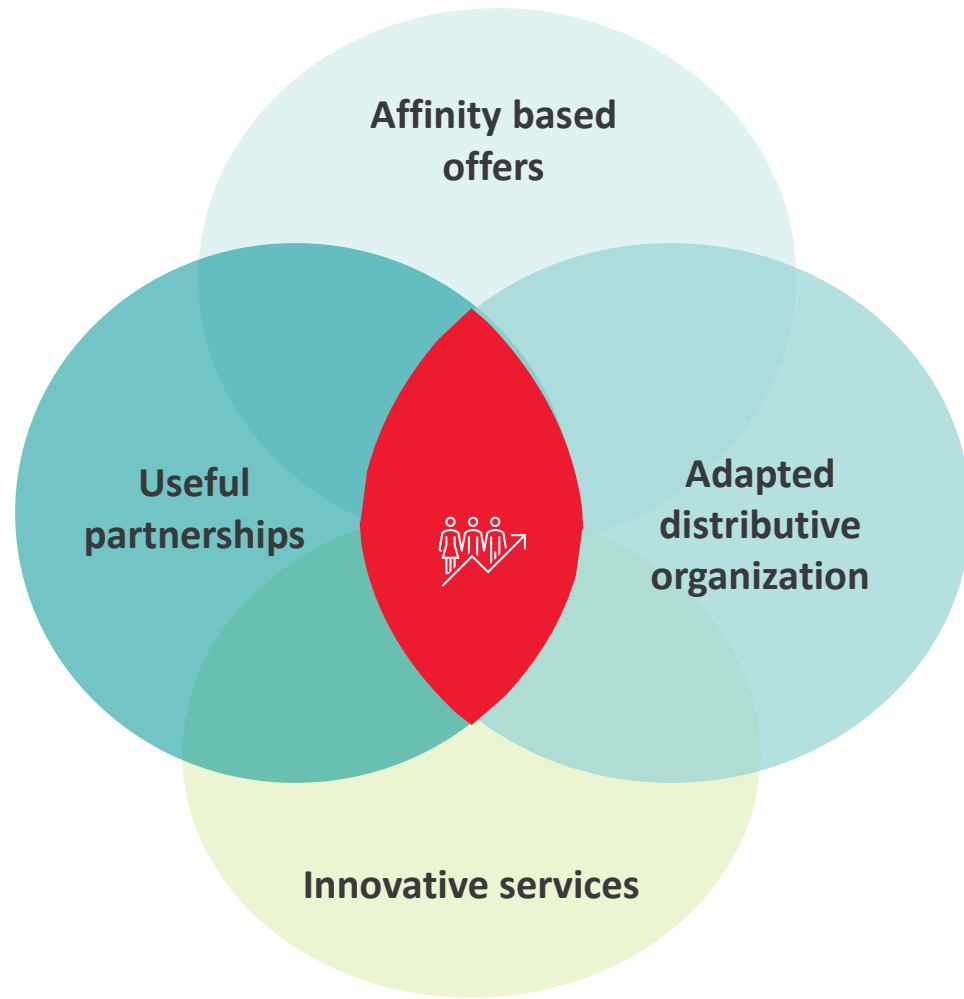 Affinity based
offers
Useful
partnerships
Adapted
distributive
organization
Innovative services